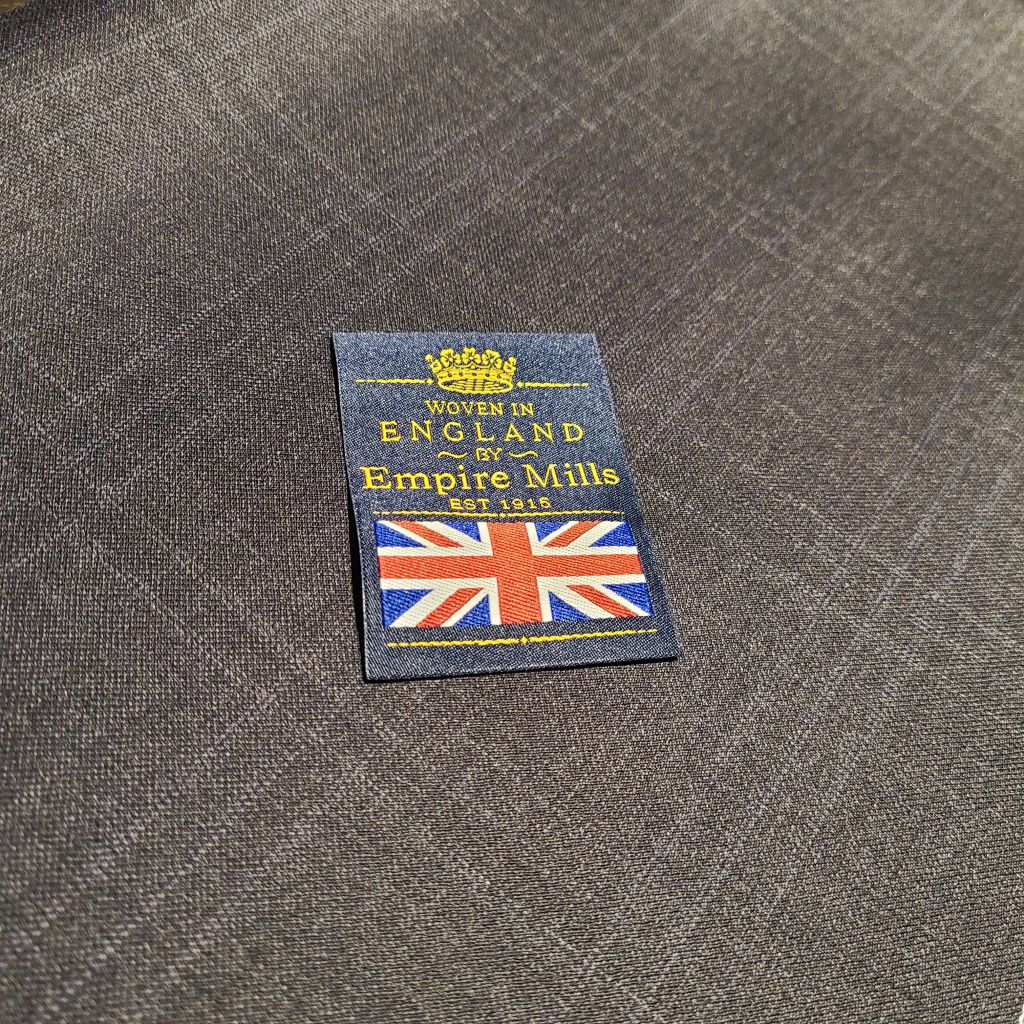 WOVEN IN
ENGLAND
BY
Empire Mills
EST 1915